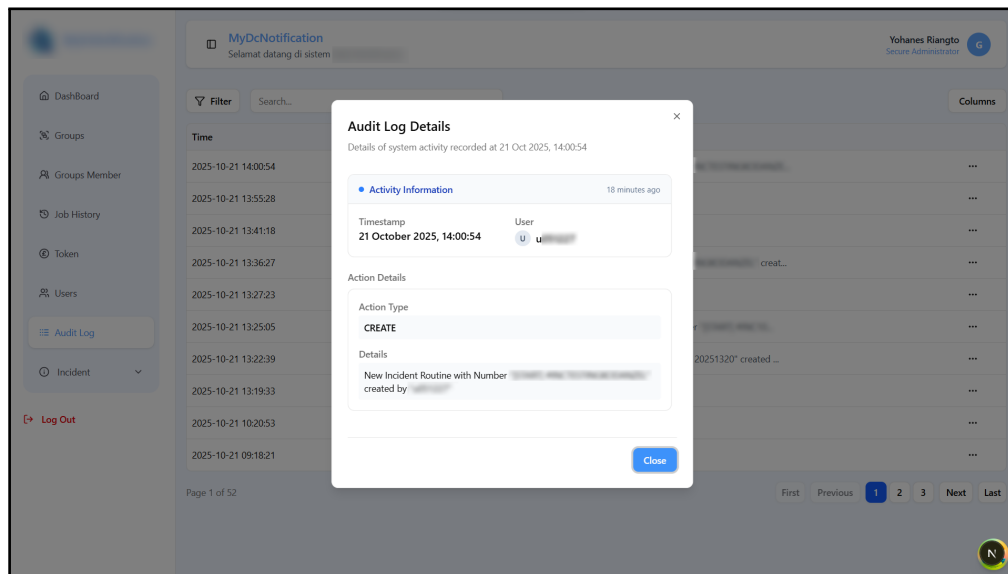 MyDcNotification
Selamat datang di sistem
Yohanes Riangto
Secure Administrator
G
DashBoard
Groups
Groups Member
Job History
Token
Users
Audit Log
Incident
Log Out
Filter
Search...
Columns
Time
2025-10-21 14:00:54
2025-10-21 13:55:28
2025-10-21 13:41:18
2025-10-21 13:36:27
creat...
2025-10-21 13:27:23
2025-10-21 13:25:05
2025-10-21 13:22:39
20251320" created ...
2025-10-21 13:19:33
2025-10-21 10:20:53
2025-10-21 09:18:21
Page 1 of 52
First Previous 1 2 3 Next Last
Audit Log Details
Details of system activity recorded at 21 Oct 2025, 14:00:54
Activity Information
18 minutes ago
Timestamp
21 October 2025, 14:00:54
User
U u
Action Details
Action Type
CREATE
Details
New Incident Routine with Number
created by
Close
N